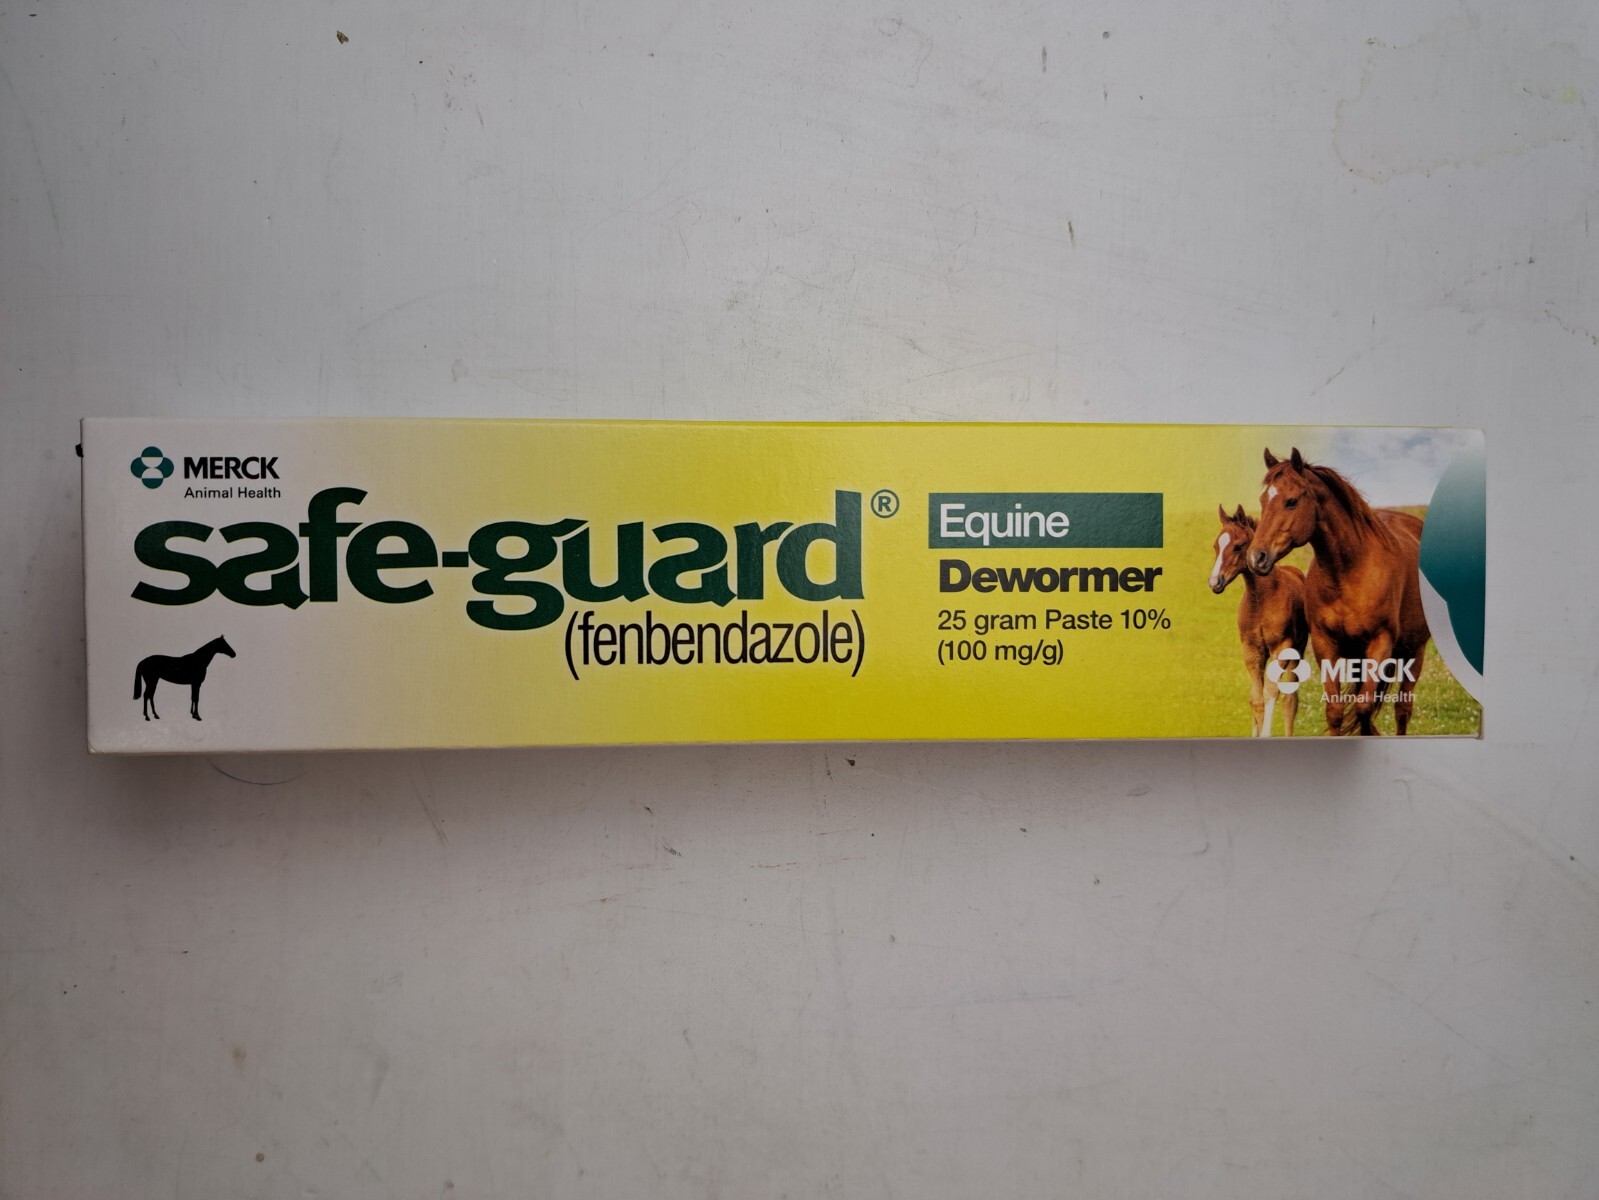 MERCK
Animal Health
safe-guard®
(fenbendazole)
Equine
Dewormer
25 gram Paste 10%
(100 mg/g)
MERCK
Animal Health